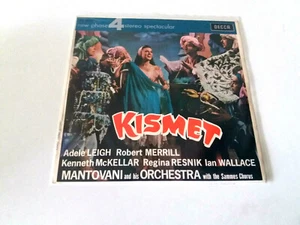 new phase 4 stereo spectacular
DECCA
KISMET
Adele LEIGH Robert MERRILL
Kenneth McKELLAR Regina RESNIK Ian WALLACE
MANTOVANI and his ORCHESTRA with the Sammes Chorus